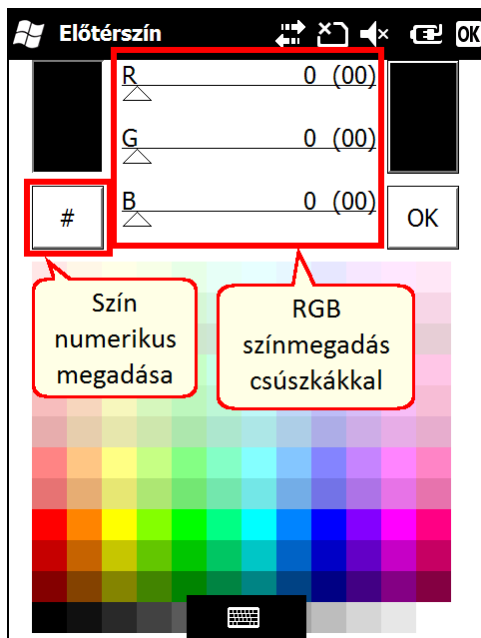 Előtérszín
OK
R 0 (00)
G 0 (00)
B 0 (00)
#
OK
Szín
numerikus
megadása
RGB
színmegadás
csúszkákkal